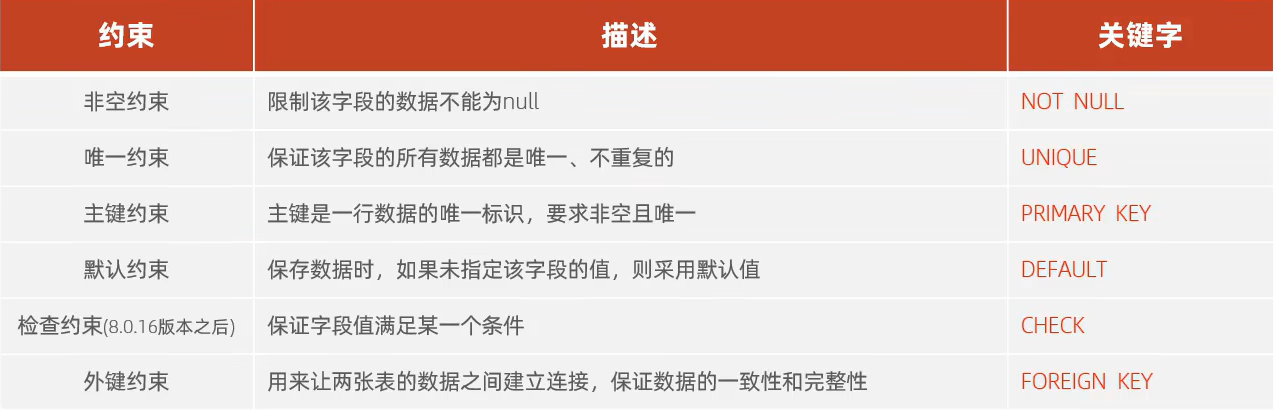 约束 描述 关键字
非空约束 限制该字段的数据不能为null NOT NULL
唯一约束 保证该字段的所有数据都是唯一、不重复的 UNIQUE
主键约束 主键是一行数据的唯一标识，要求非空且唯一 PRIMARY KEY
默认约束 保存数据时，如果未指定该字段的值，则采用默认值 DEFAULT
检查约束(8.0.16版本之后) 保证字段值满足某一个条件 CHECK
外键约束 用来让两张表的数据之间建立连接，保证数据的一致性和完整性 FOREIGN KEY